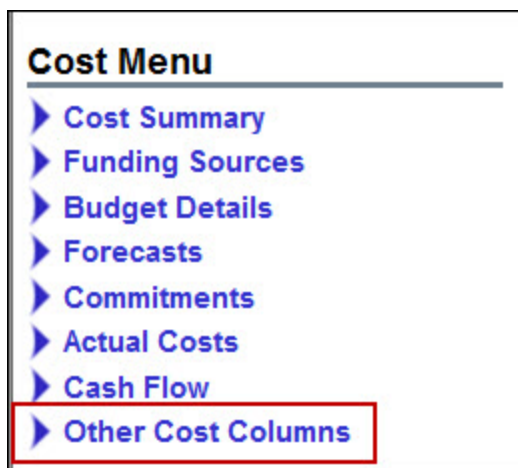 Cost Menu
Cost Summary
Funding Sources
Budget Details
Forecasts
Commitments
Actual Costs
Cash Flow
Other Cost Columns